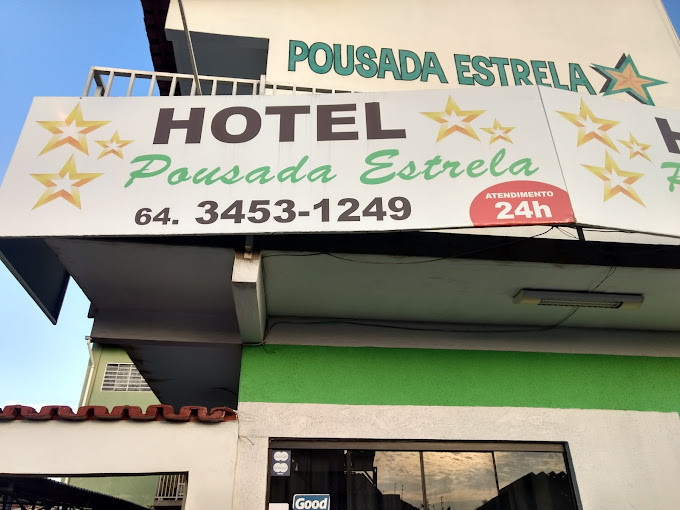 POUSADA ESTRELA
HOTEL
Pousada Estrela
64. 3453-1249
ATENDIMENTO
24h
Good